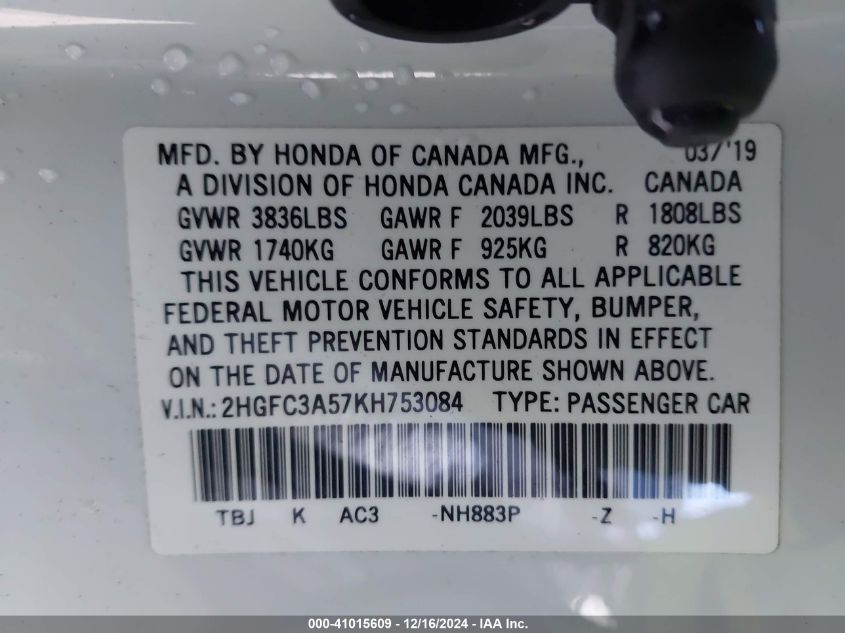 MFD. BY HONDA OF CANADA MFG., 03/'19
A DIVISION OF HONDA CANADA INC. CANADA
GVWR 3836LBS GAWR F 2039LBS R 1808LBS
GVWR 1740KG GAWR F 925KG R 820KG
THIS VEHICLE CONFORMS TO ALL APPLICABLE
FEDERAL MOTOR VEHICLE SAFETY, BUMPER,
AND THEFT PREVENTION STANDARDS IN EFFECT
ON THE DATE OF MANUFACTURE SHOWN ABOVE.
V.I.N.: 2HGFC3A57KH753084 TYPE: PASSENGER CAR
TBJ K AC3 -NH883P -Z -H
000-41015609 - 12/16/2024 - IAA Inc.